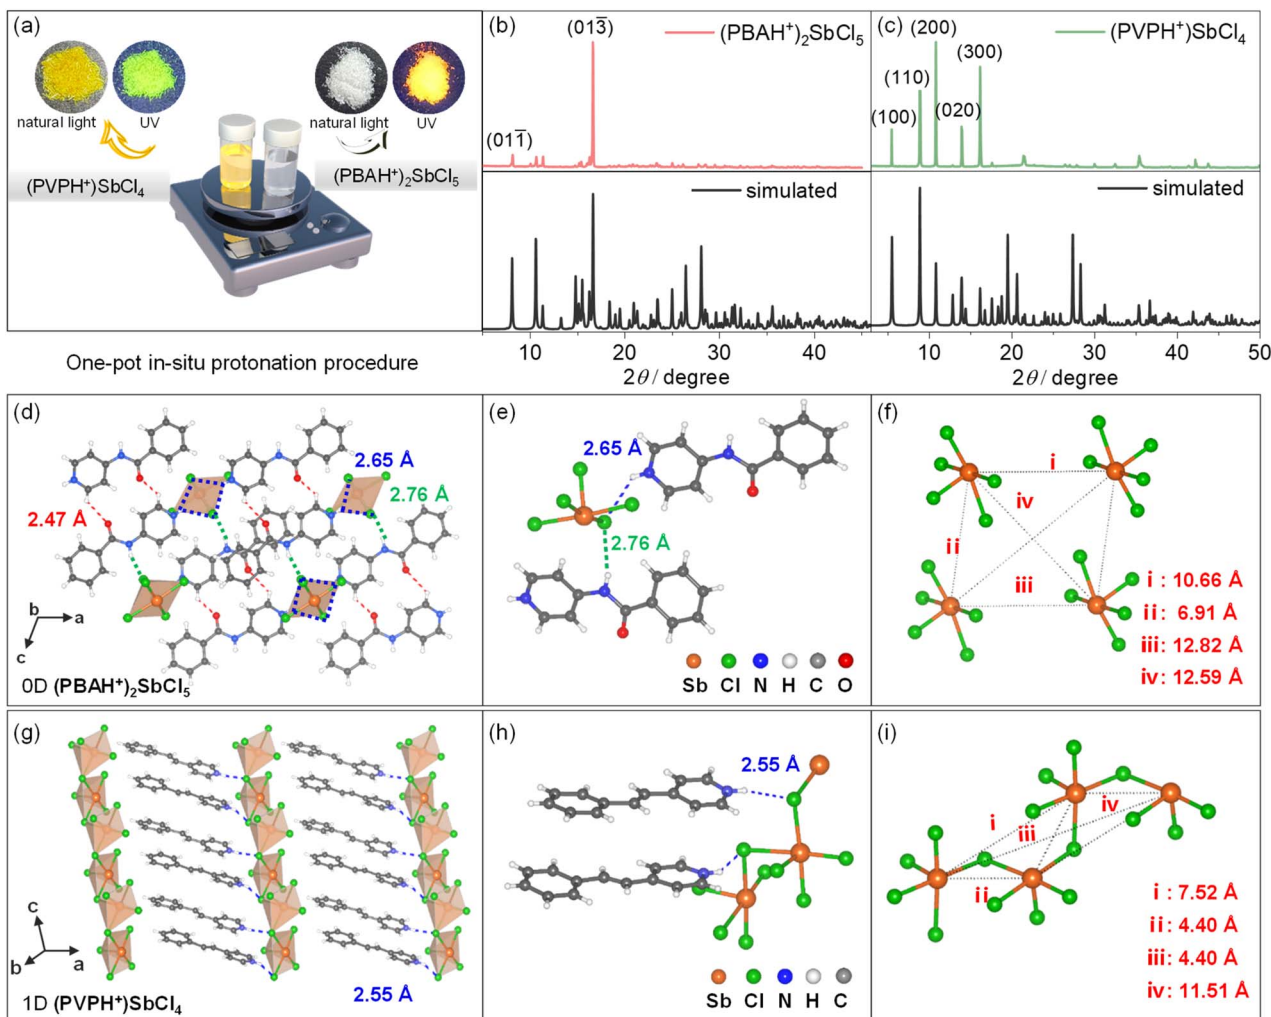 (a)
natural light
UV
natural light
UV
(PVPH⁺)SbCl₄
(PBAH⁺)₂SbCl₅
One-pot in-situ protonation procedure
(b)
(013̅)
(PBAH⁺)₂SbCl₅
(011̅)
simulated
10 20 30 40
2θ / degree
(c)
(200)
(PVPH⁺)SbCl₄
(300)
(110)
(020)
(100)
simulated
10 20 30 40 50
2θ / degree
(d)
2.65 Å
2.76 Å
2.47 Å
b
a
c
0D (PBAH⁺)₂SbCl₅
(e)
2.65 Å
2.76 Å
Sb Cl N H C O
(f)
i
iv
ii
iii
i : 10.66 Å
ii : 6.91 Å
iii : 12.82 Å
iv : 12.59 Å
(g)
c
b
a
2.55 Å
1D (PVPH⁺)SbCl₄
(h)
2.55 Å
Sb Cl N H C
(i)
iv
i
iii
ii
i : 7.52 Å
ii : 4.40 Å
iii : 4.40 Å
iv : 11.51 Å